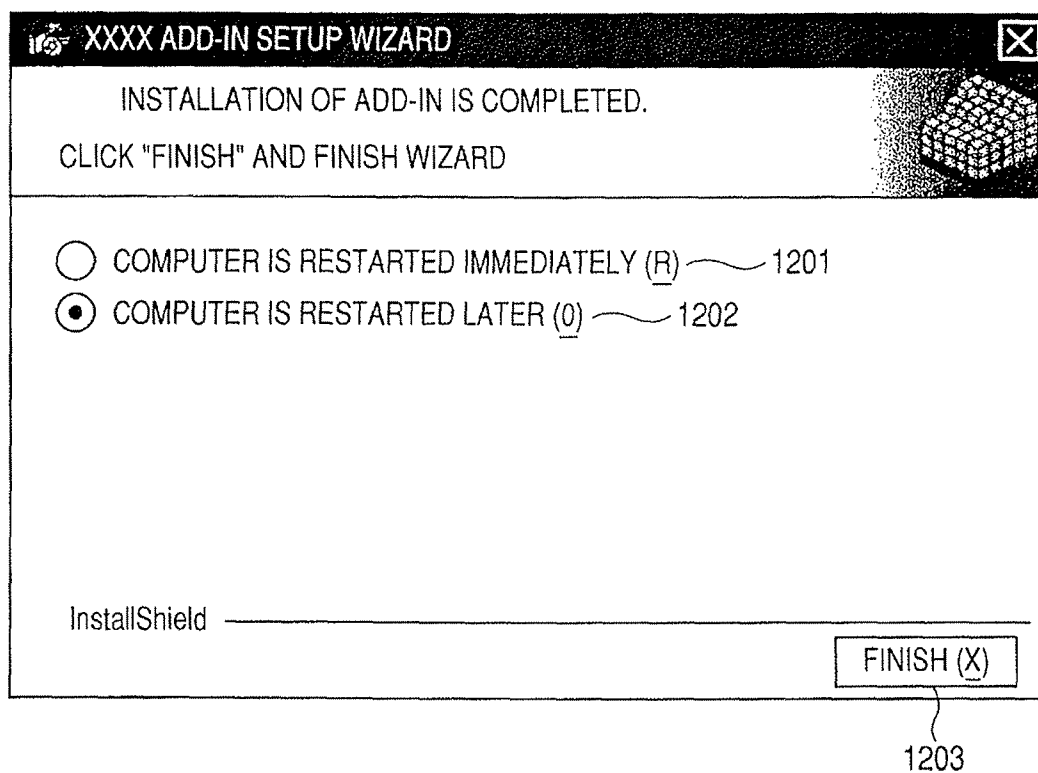 XXXX ADD-IN SETUP WIZARD
INSTALLATION OF ADD-IN IS COMPLETED.
CLICK "FINISH" AND FINISH WIZARD
COMPUTER IS RESTARTED IMMEDIATELY (R) 1201
COMPUTER IS RESTARTED LATER (0) 1202
InstallShield
FINISH (X)
1203